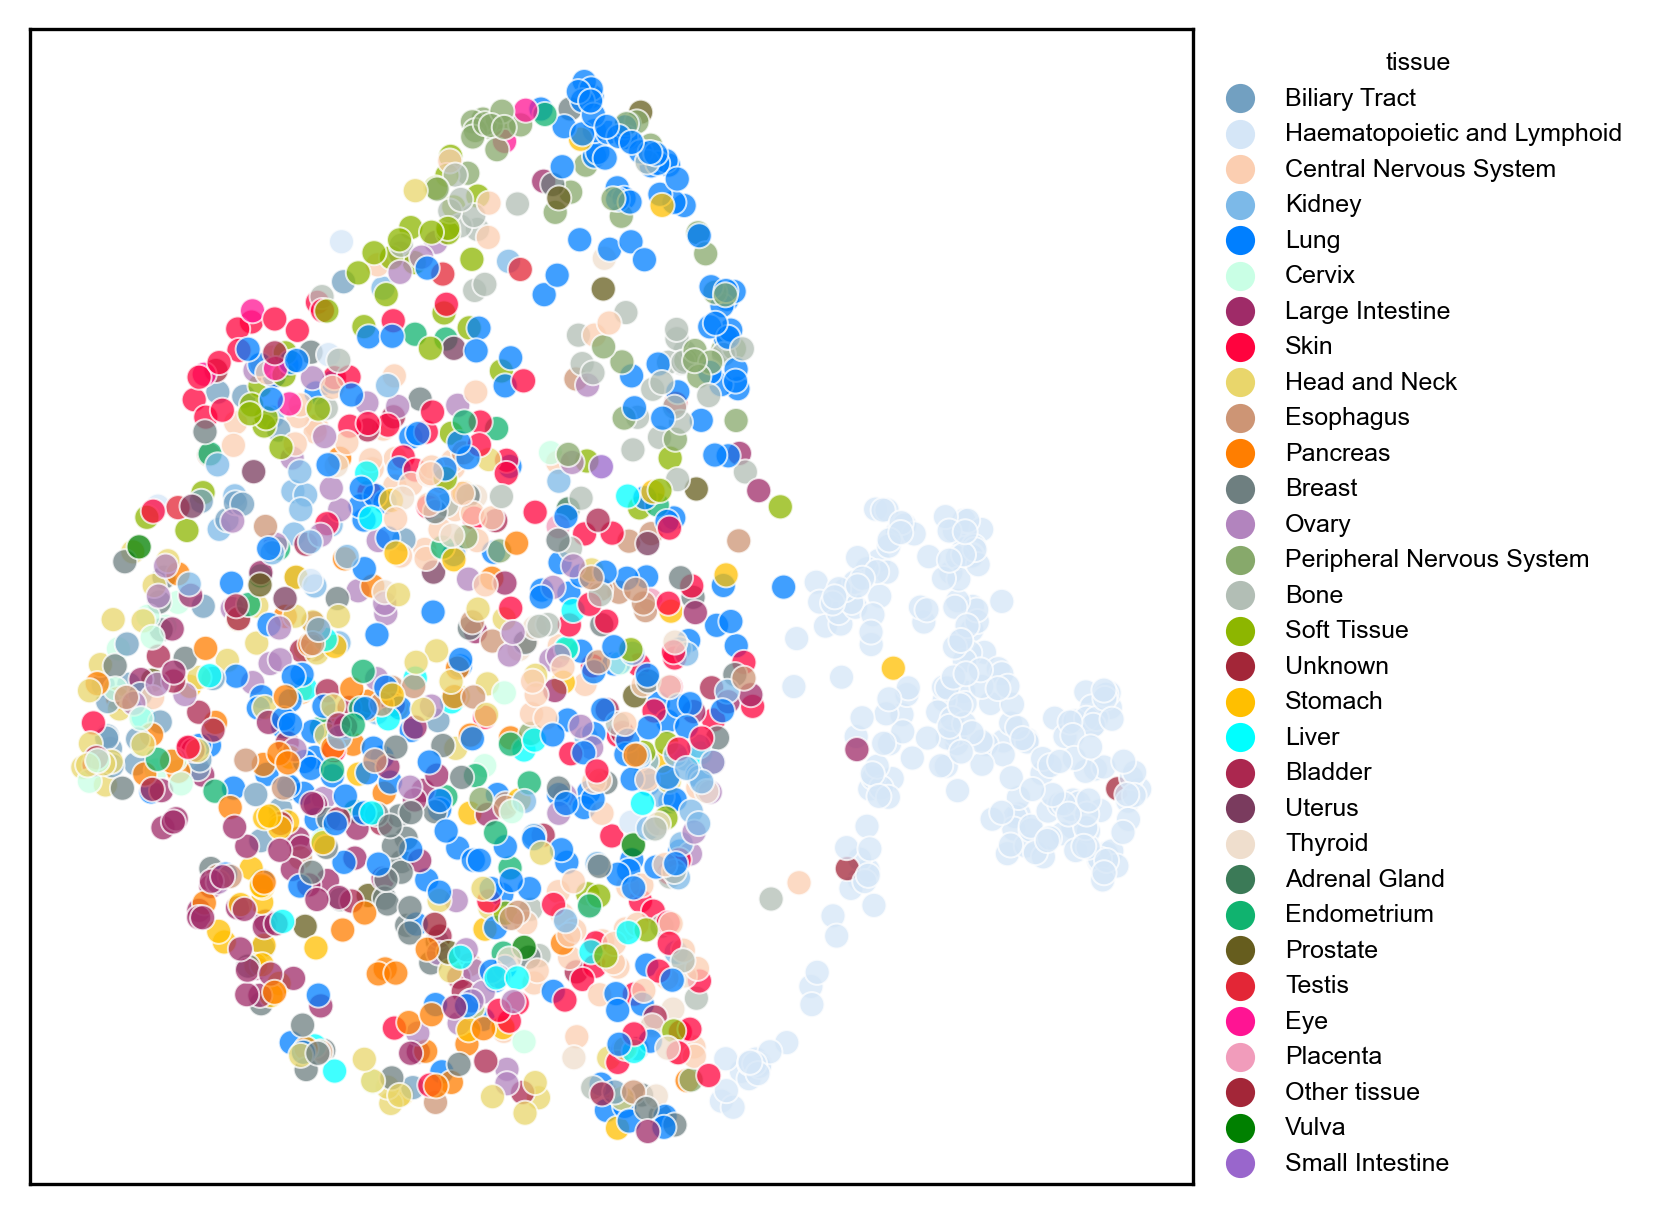 tissue
Biliary Tract
Haematopoietic and Lymphoid
Central Nervous System
Kidney
Lung
Cervix
Large Intestine
Skin
Head and Neck
Esophagus
Pancreas
Breast
Ovary
Peripheral Nervous System
Bone
Soft Tissue
Unknown
Stomach
Liver
Bladder
Uterus
Thyroid
Adrenal Gland
Endometrium
Prostate
Testis
Eye
Placenta
Other tissue
Vulva
Small Intestine